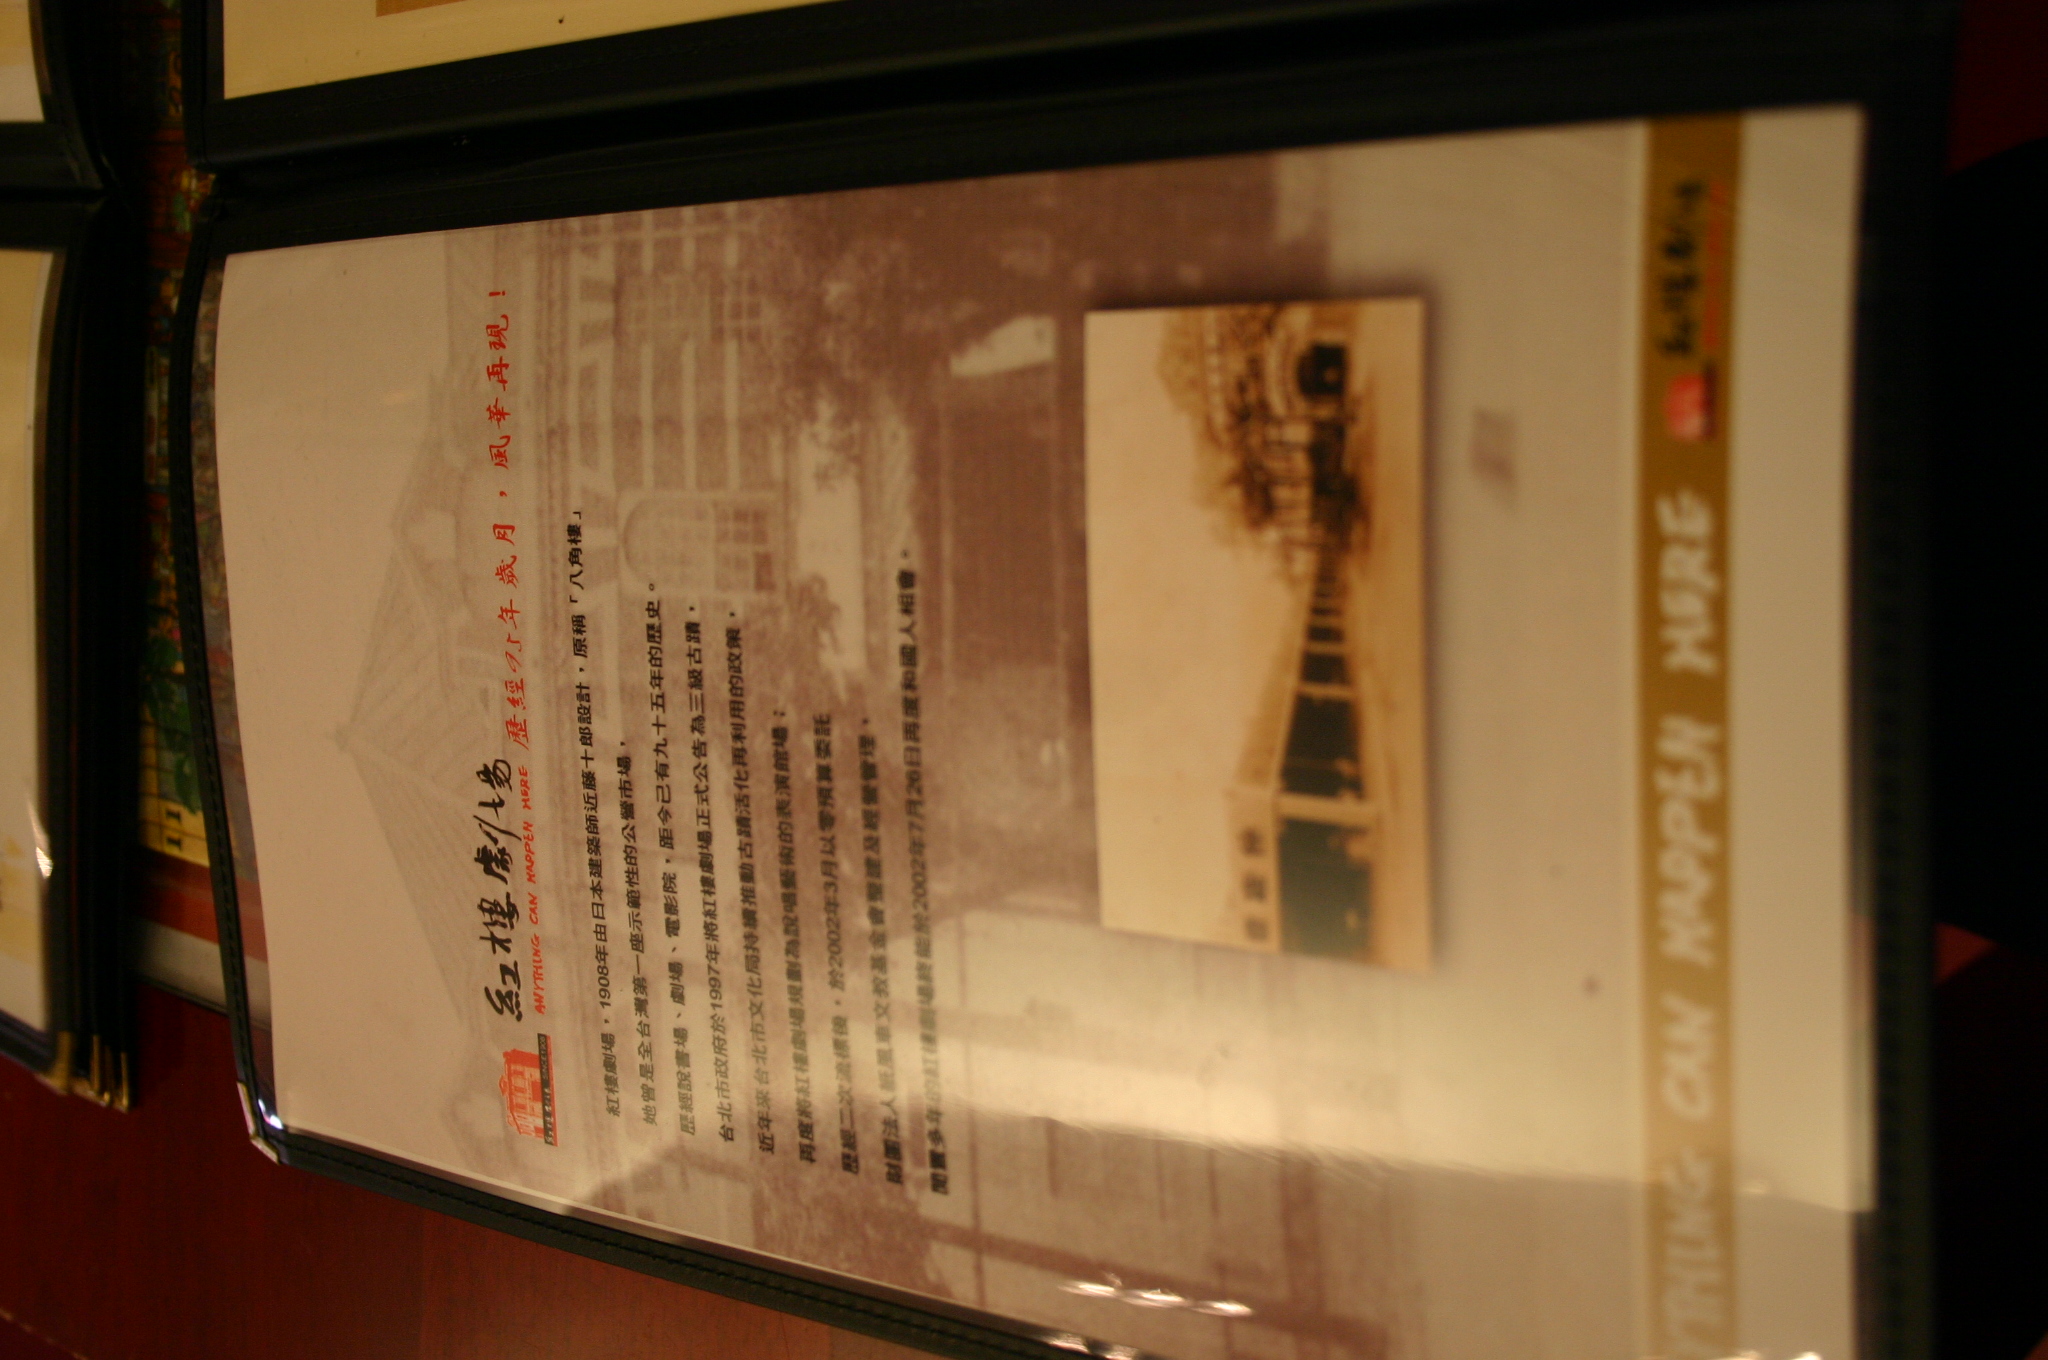 紅樓劇場
ANYTHING CAN HAPPEN HERE
歷經95年歲月，風華再現！
紅樓劇場，1908年由日本建築師近藤十郎設計，原稱「八角樓」
她曾是全台灣第一座示範性的公營市場，
歷經說書場、劇場、電影院，距今已有九十五年的歷史。
台北市政府於1997年將紅樓劇場正式公告為三級古蹟，
近年來台北市文化局持續推動古蹟活化再利用的政策，
再度將紅樓劇場規劃為說唱藝術的表演館場；
歷經二次流標後，於2002年3月以零預算委託
財團法人紙風車文教基金會整建及經營管理，
閒置多年的紅樓劇場終能於2002年7月26日再度和國人相會。
THING CAN HAPPEN HERE